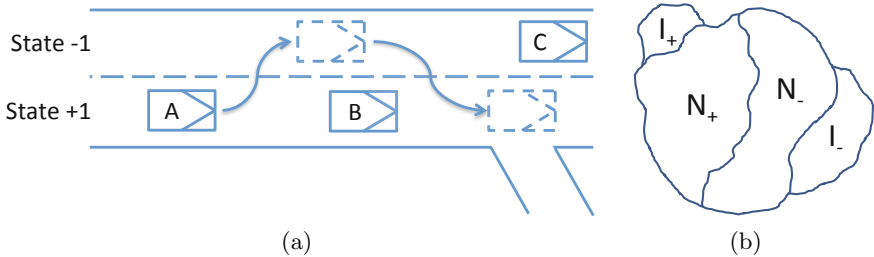 State -1
C
State +1
A
B
(a)
I₊
N₊
N₋
I₋
(b)